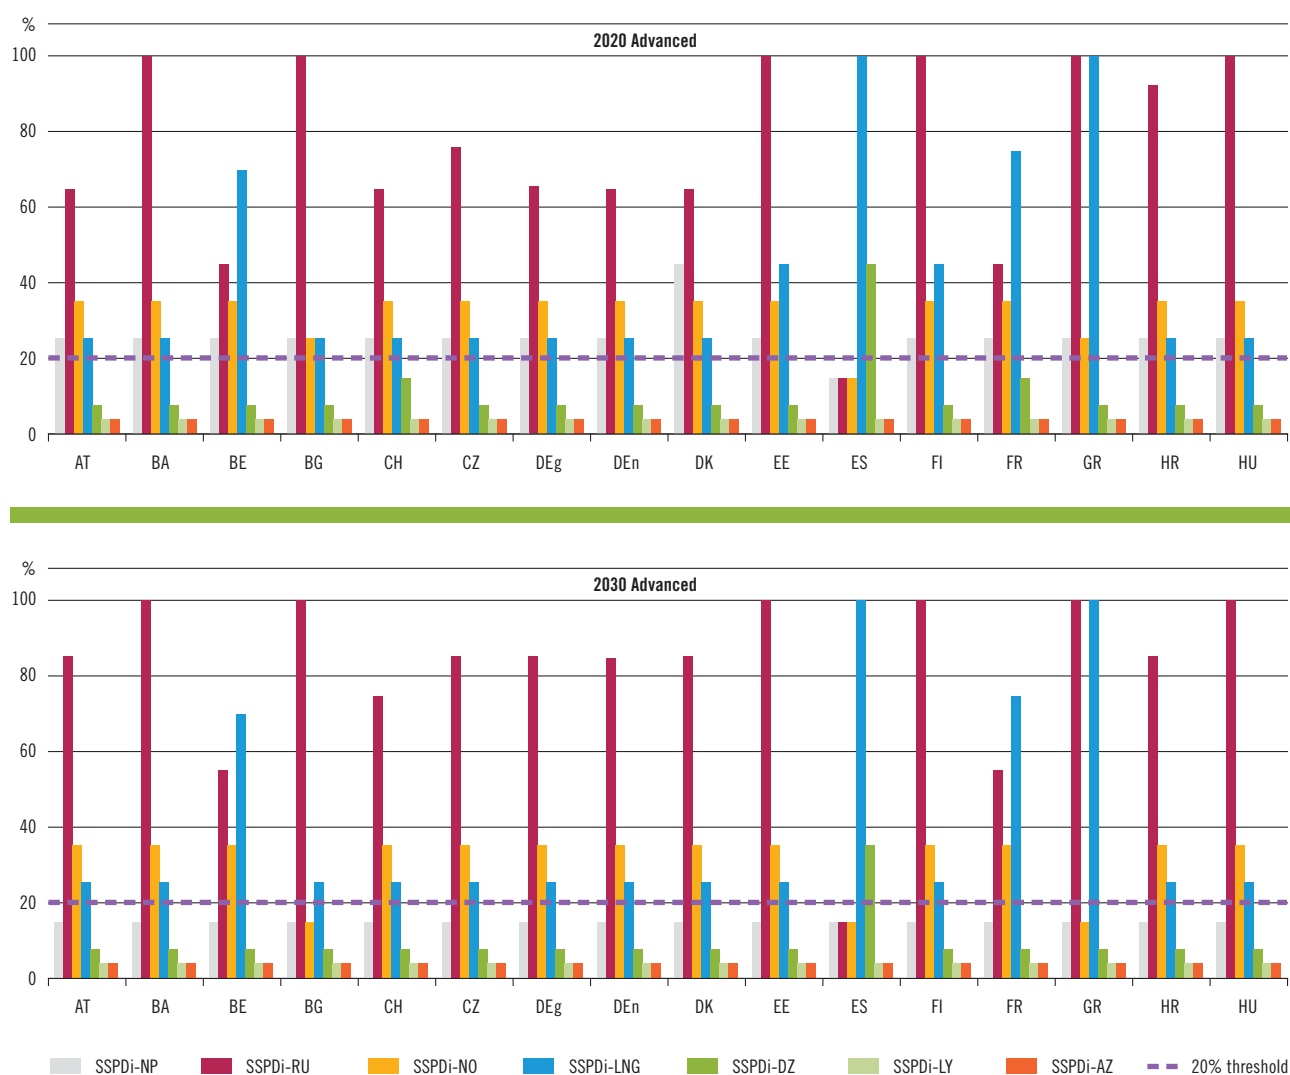 %
2020 Advanced
100
80
60
40
20
0
AT BA BE BG CH CZ DEg DEn DK EE ES FI FR GR HR HU
%
2030 Advanced
100
80
60
40
20
0
AT BA BE BG CH CZ DEg DEn DK EE ES FI FR GR HR HU
SSPDi-NP SSPDi-RU SSPDi-NO SSPDi-LNG SSPDi-DZ SSPDi-LY SSPDi-AZ 20% threshold